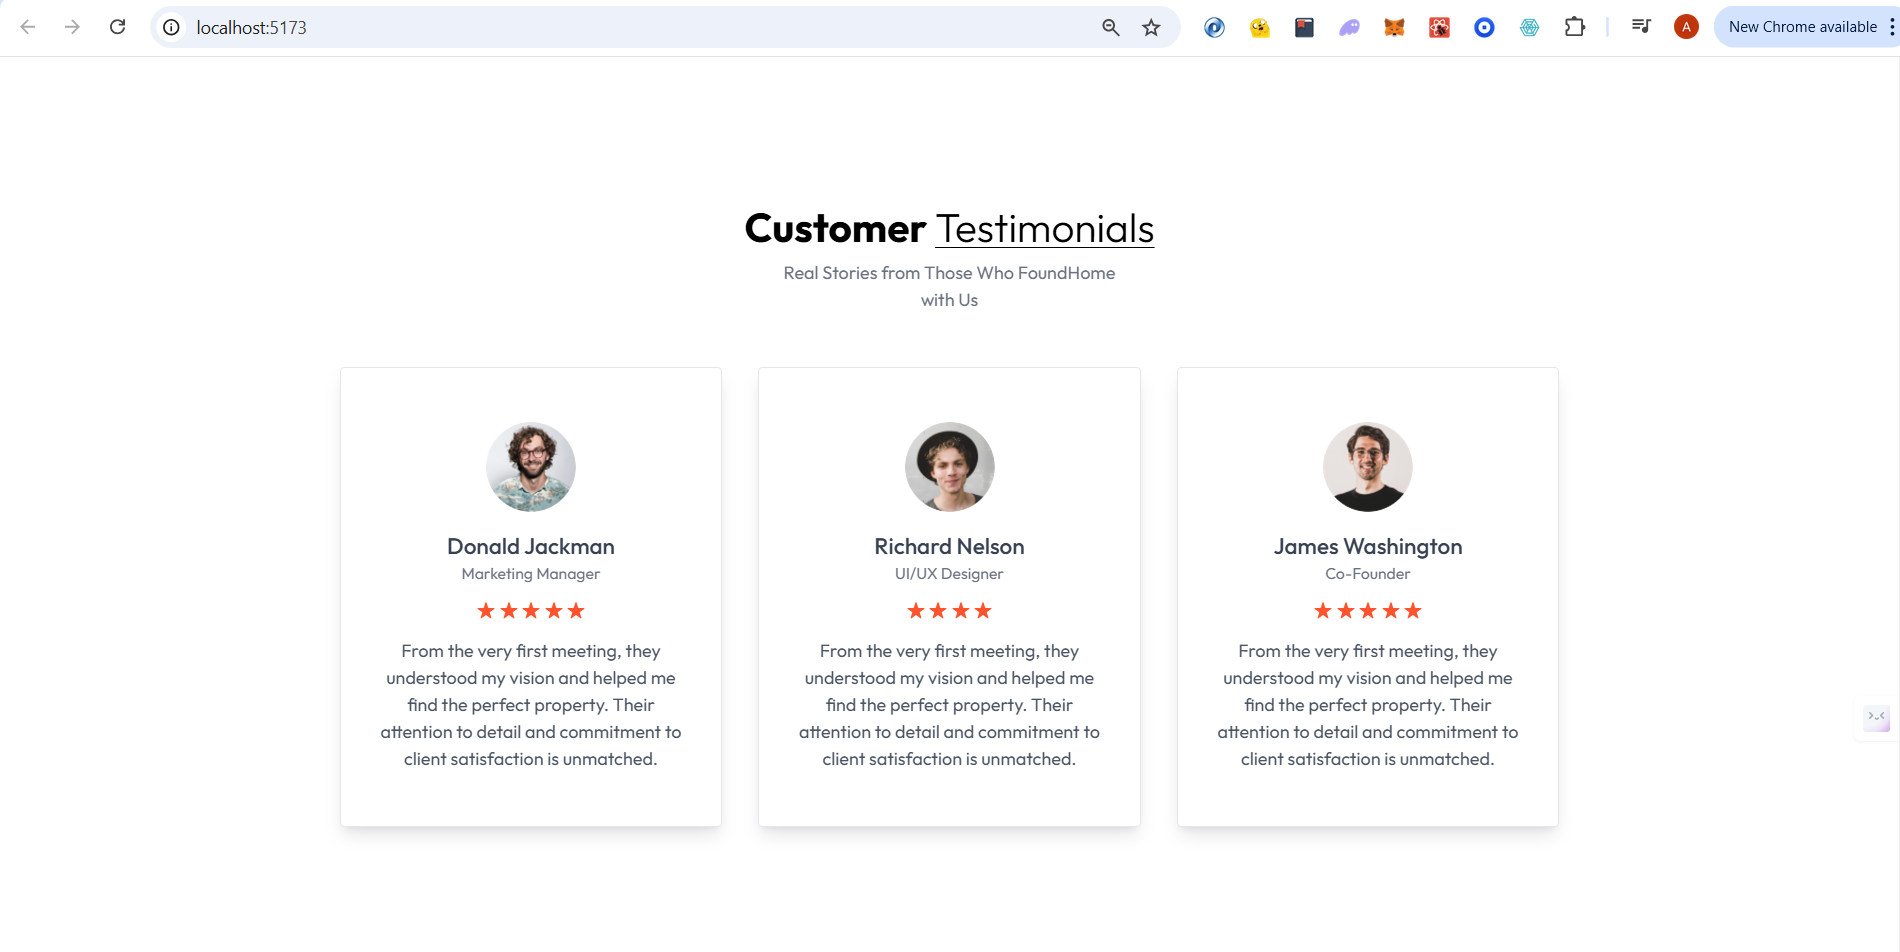 localhost:5173
A
New Chrome available
Customer Testimonials
Real Stories from Those Who FoundHome
with Us
Donald Jackman
Marketing Manager
From the very first meeting, they
understood my vision and helped me
find the perfect property. Their
attention to detail and commitment to
client satisfaction is unmatched.
Richard Nelson
UI/UX Designer
From the very first meeting, they
understood my vision and helped me
find the perfect property. Their
attention to detail and commitment to
client satisfaction is unmatched.
James Washington
Co-Founder
From the very first meeting, they
understood my vision and helped me
find the perfect property. Their
attention to detail and commitment to
client satisfaction is unmatched.